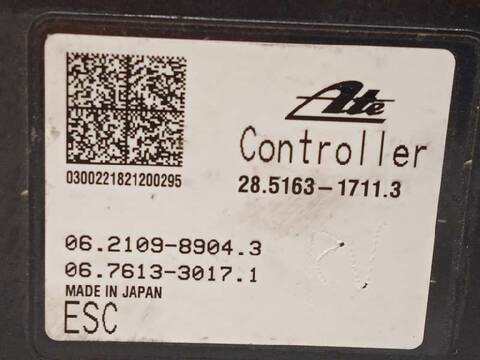 Ate
Controller
28.5163-1711.3
0300221821200295
06.2109-8904.3
06.7613-3017.1
MADE IN JAPAN
ESC